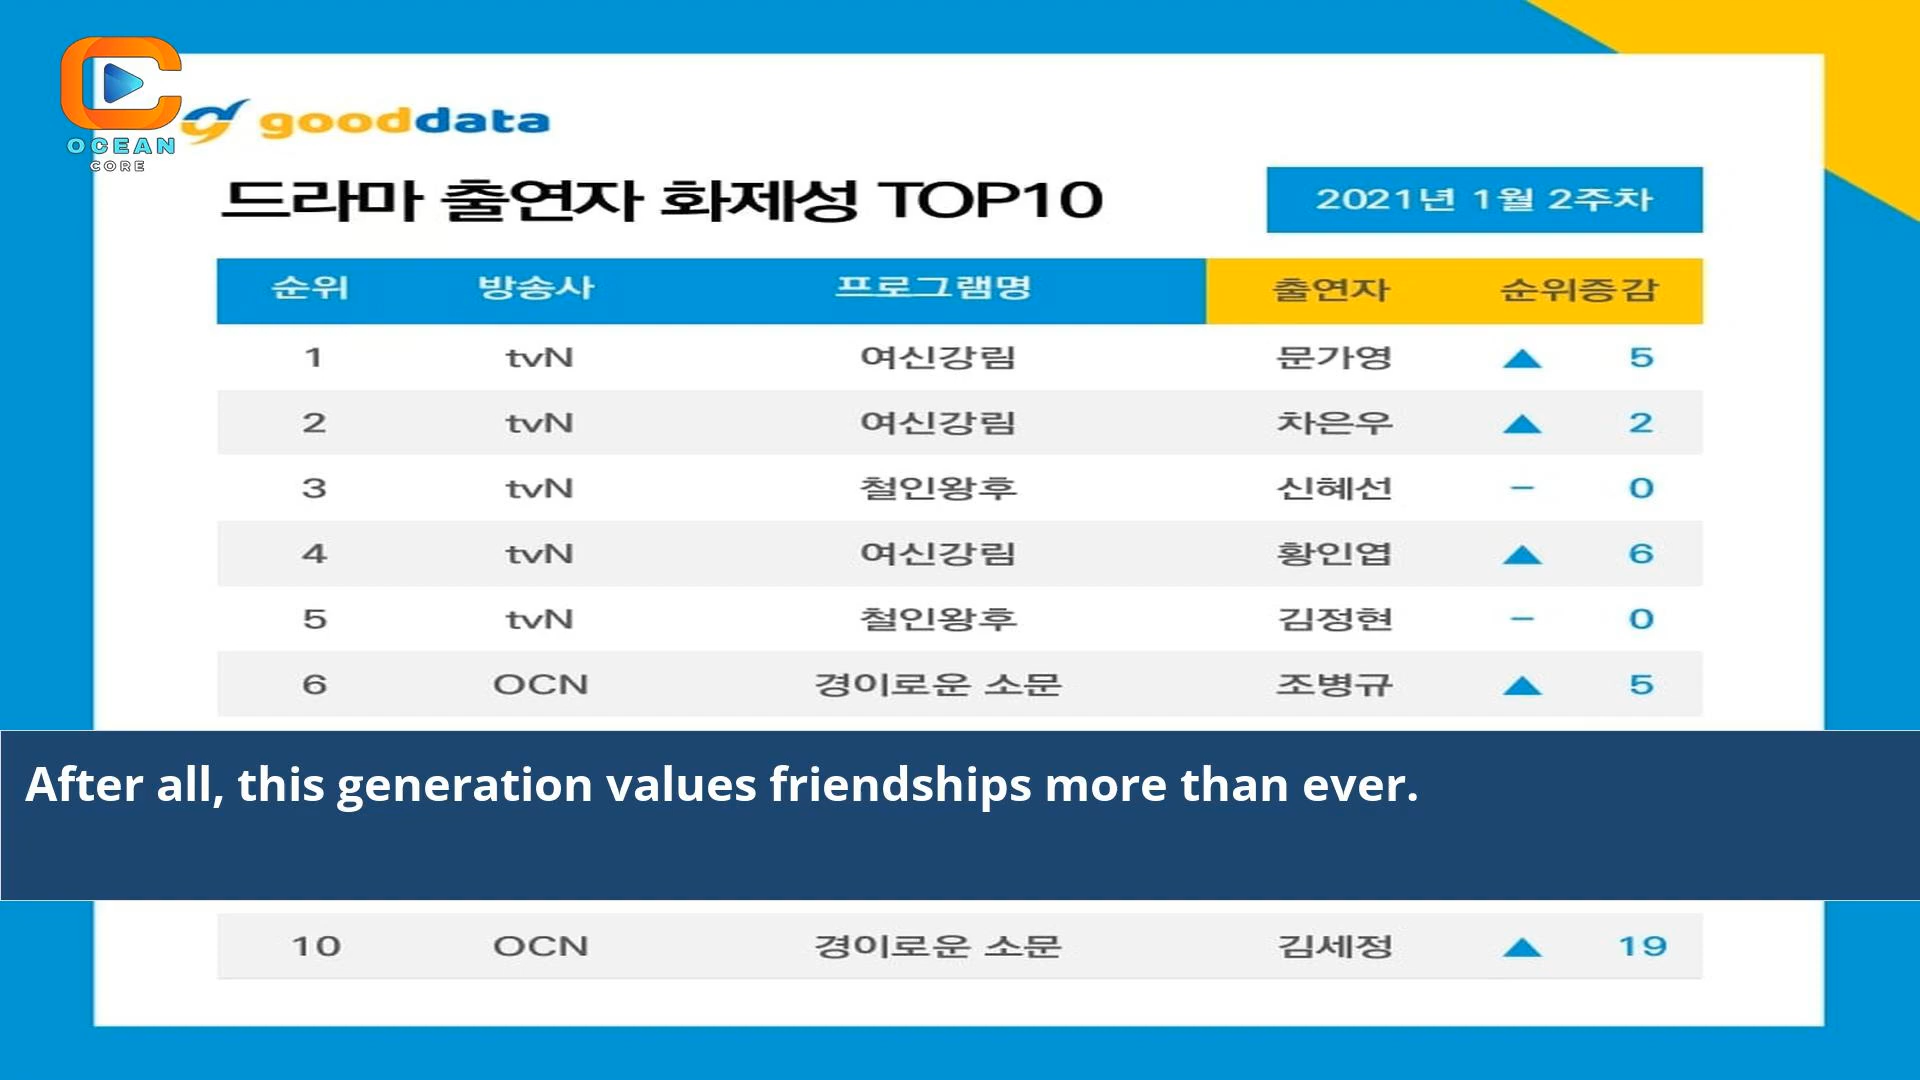 OCEAN
CORE
gooddata
드라마 출연자 화제성 TOP10
2021년 1월 2주차
순위 방송사 프로그램명 출연자 순위증감
1 tvN 여신강림 문가영 ▲ 5
2 tvN 여신강림 차은우 ▲ 2
3 tvN 철인왕후 신혜선 - 0
4 tvN 여신강림 황인엽 ▲ 6
5 tvN 철인왕후 김정현 - 0
6 OCN 경이로운 소문 조병규 ▲ 5
After all, this generation values friendships more than ever.
10 OCN 경이로운 소문 김세정 ▲ 19